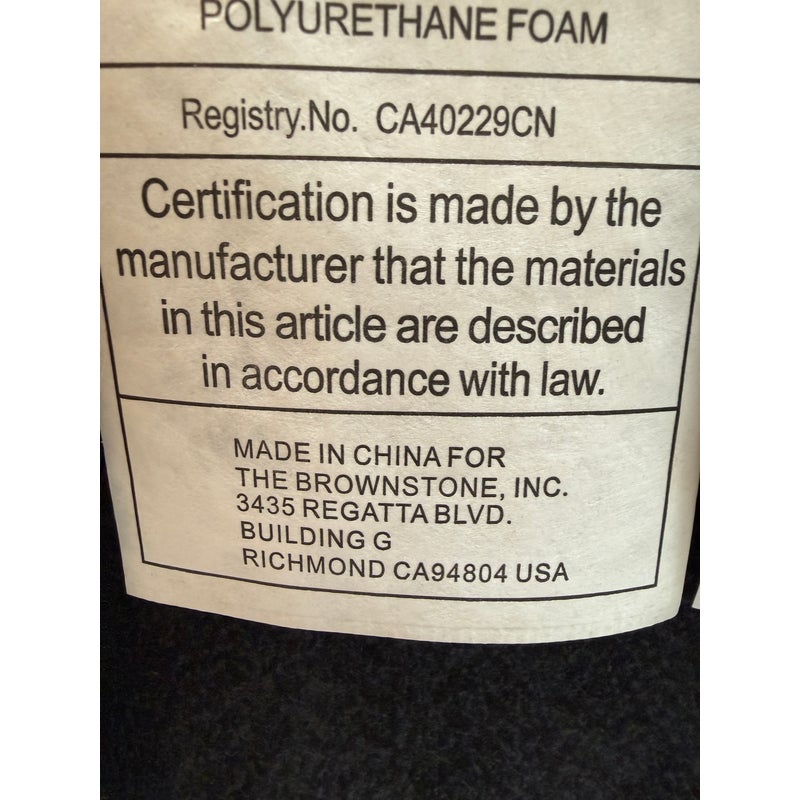 POLYURETHANE FOAM
Registry.No. CA40229CN
Certification is made by the
manufacturer that the materials
in this article are described
in accordance with law.
MADE IN CHINA FOR
THE BROWNSTONE, INC.
3435 REGATTA BLVD.
BUILDING G
RICHMOND CA94804 USA